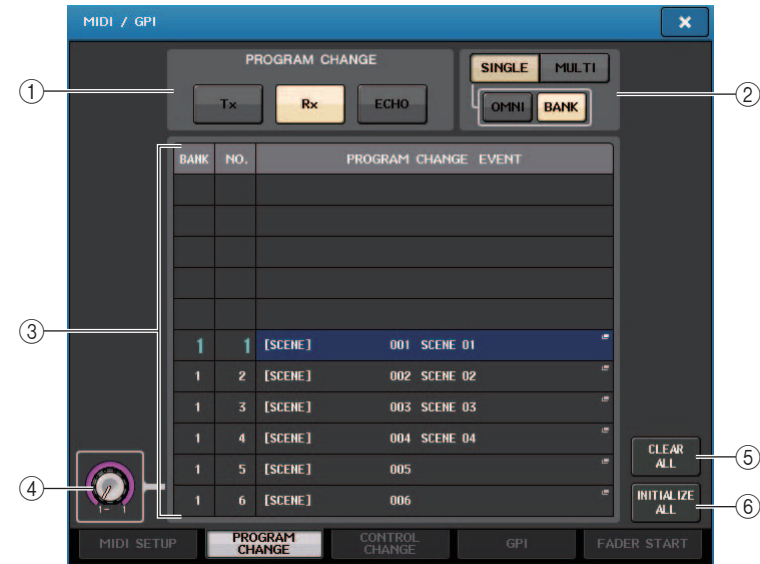 MIDI / GPI
×
PROGRAM CHANGE
Tx Rx ECHO
SINGLE MULTI
OMNI BANK
① ②
BANK NO. PROGRAM CHANGE EVENT
③
1 1 [SCENE] 001 SCENE 01
1 2 [SCENE] 002 SCENE 02
1 3 [SCENE] 003 SCENE 03
1 4 [SCENE] 004 SCENE 04
1 5 [SCENE] 005
1 6 [SCENE] 006
④
1- 1
CLEAR
ALL
⑤
INITIALIZE
ALL
⑥
MIDI SETUP
PROGRAM
CHANGE
CONTROL
CHANGE
GPI
FADER START